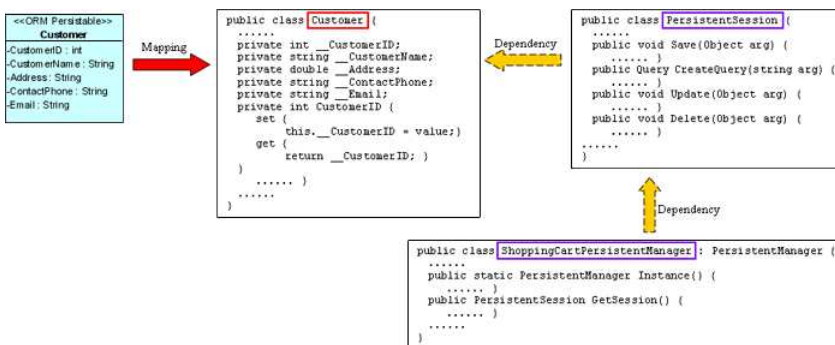 <<ORM Persistable>>
Customer
-CustomerID : int
-CustomerName : String
-Address : String
-ContactPhone : String
-Email : String
Mapping
public class Customer {
......
private int __CustomerID;
private string __CustomerName;
private double __Address;
private string __ContactPhone;
private string __Email;
private int CustomerID {
set {
this.__CustomerID = value;}
get {
return __CustomerID; }
}
...... }
......
}
Dependency
public class PersistentSession {
......
public void Save(Object arg) {
...... }
public Query CreateQuery(string arg) {
...... }
public void Update(Object arg) {
...... }
public void Delete(Object arg) {
...... }
......
}
Dependency
public class ShoppingCartPersistentManager : PersistentManager {
......
public static PersistentManager Instance() {
...... }
public PersistentSession GetSession() {
...... }
......
}